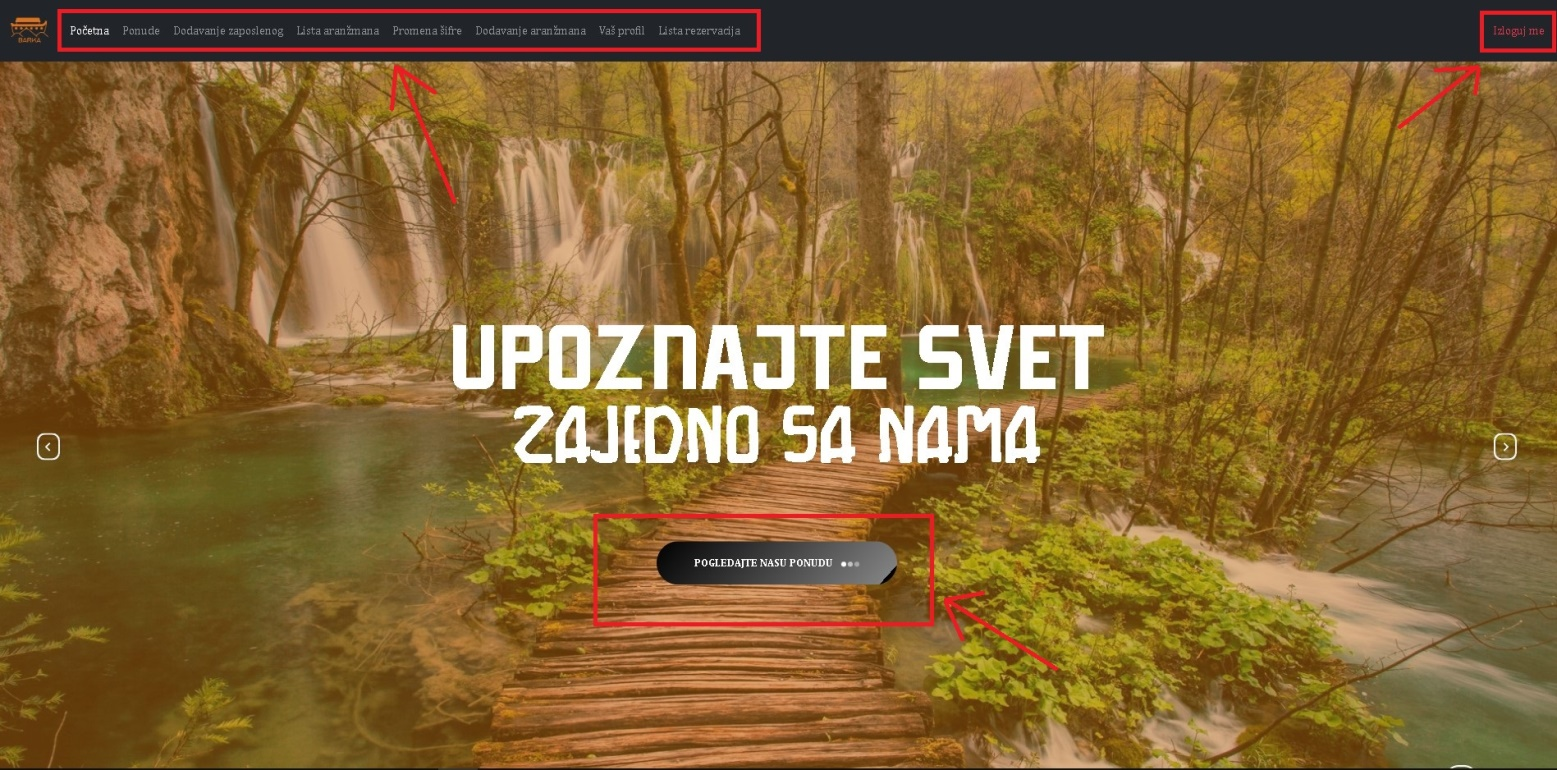 BARKA
Početna Ponude Dodavanje zaposlenog Lista aranžmana Promena šifre Dodavanje aranžmana Vaš profil Lista rezervacija Izloguj me
UPOZNAJTE SVET
ZAJEDNO SA NAMA
POGLEDAJTE NASU PONUDU